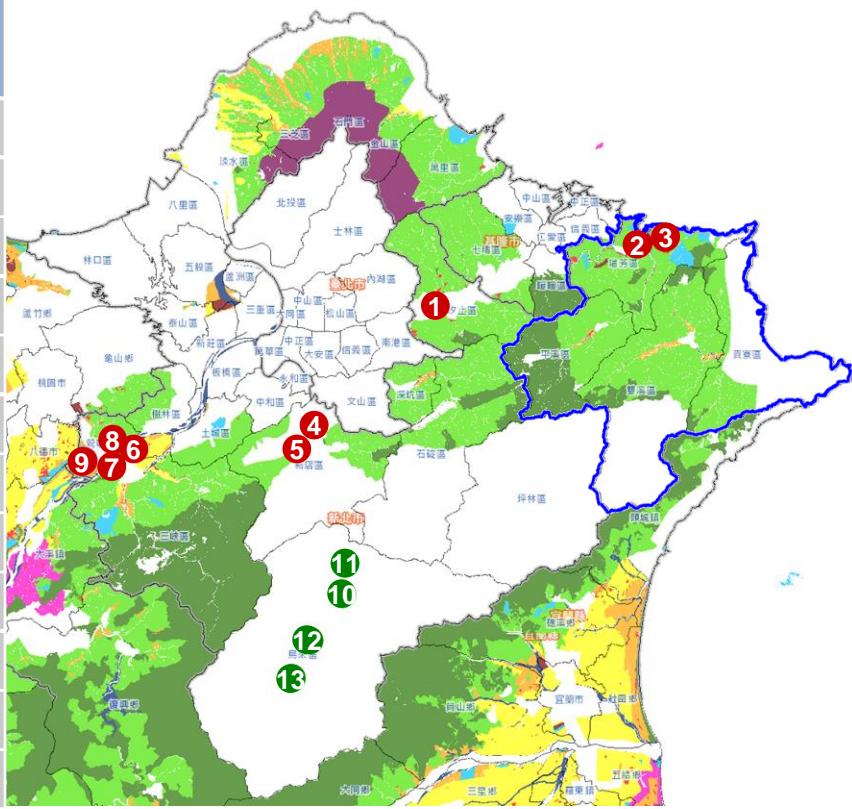 石門區
三芝區
金山區
淡水區
萬里區
八里區
北投區
中山區
中正區
安樂區
士林區
信義區
仁愛區
基隆市
七堵區
2
3
瑞芳區
林口區
五股區
蘆洲區
臺北市
內湖區
暖暖區
1
汐止區
中山區
三重區
大同區
松山區
蘆竹鄉
泰山區
新莊區
中正區
南港區
龜山鄉
萬華區
大安區
信義區
平溪區
貢寮區
板橋區
桃園市
永和區
深坑區
雙溪區
中和區
文山區
樹林區
土城區
4
8
6
5
八德市
9
7
新店區
石碇區
坪林區
新北市
頭城鎮
三峽區
大溪鎮
11
10
礁溪鄉
宜蘭縣
12
烏來區
13
員山鄉
宜蘭市
壯圍鄉
復興鄉
五結鄉
大同鄉
三星鄉
羅東鎮